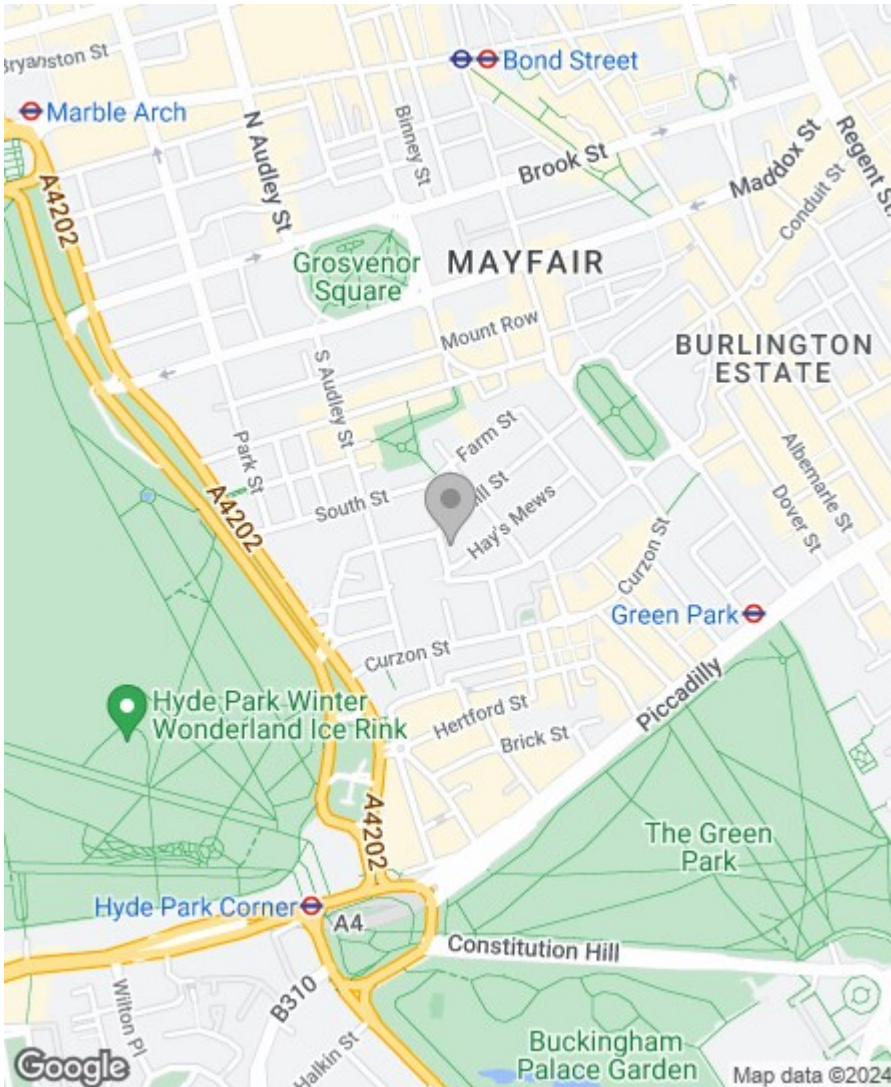 Bryanston St
Bond Street
Marble Arch
N Audley St
Binney St
Brook St
Maddox St
Regent St
Conduit St
A4202
Grosvenor
Square
MAYFAIR
Mount Row
BURLINGTON
ESTATE
S Audley St
Park St
Farm St
Albemarle St
Dover St
A4202
South St
Hill St
Hay's Mews
Curzon St
Green Park
Curzon St
Piccadilly
Hyde Park Winter
Wonderland Ice Rink
Hertford St
Brick St
A4202
The Green
Park
Hyde Park Corner
A4
Constitution Hill
Wilton Pl
B310
Halkin St
Buckingham
Palace Garden
Google
Map data ©2024